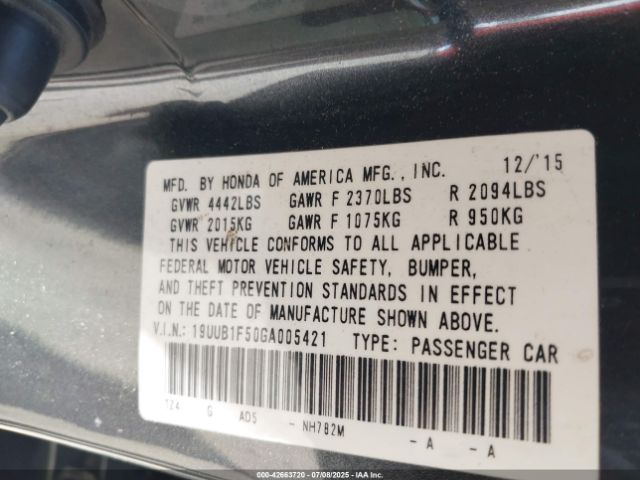 MFD. BY HONDA OF AMERICA MFG., INC. 12/'15
GVWR 4442LBS GAWR F 2370LBS R 2094LBS
GVWR 2015KG GAWR F 1075KG R 950KG
THIS VEHICLE CONFORMS TO ALL APPLICABLE
FEDERAL MOTOR VEHICLE SAFETY, BUMPER,
AND THEFT PREVENTION STANDARDS IN EFFECT
ON THE DATE OF MANUFACTURE SHOWN ABOVE.
V.I.N.: 19UUB1F50GA005421 TYPE: PASSENGER CAR
TZ4 G AD5 - NH782M - A - A
000-42663720 - 07/08/2025 - IAA Inc.